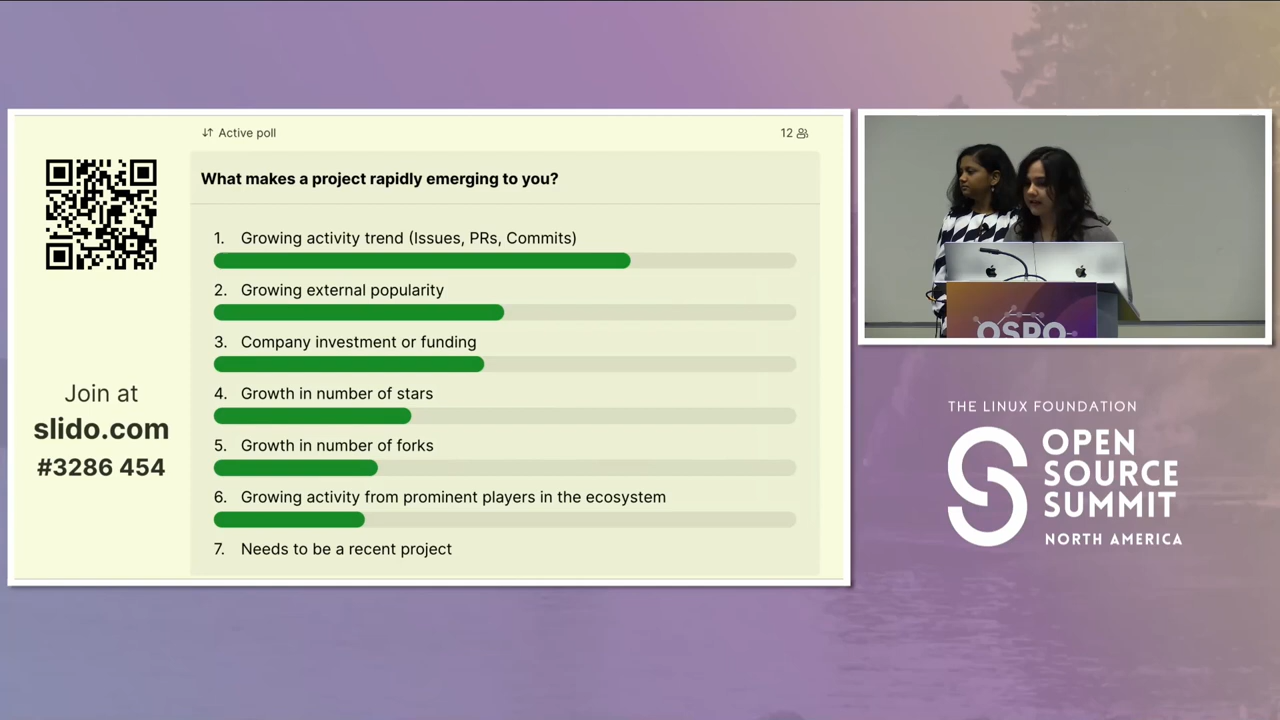 Active poll
12
What makes a project rapidly emerging to you?
1. Growing activity trend (Issues, PRs, Commits)
2. Growing external popularity
3. Company investment or funding
4. Growth in number of stars
5. Growth in number of forks
6. Growing activity from prominent players in the ecosystem
7. Needs to be a recent project
Join at
slido.com
#3286 454
OSPO
THE LINUX FOUNDATION
OPEN
SOURCE
SUMMIT
NORTH AMERICA